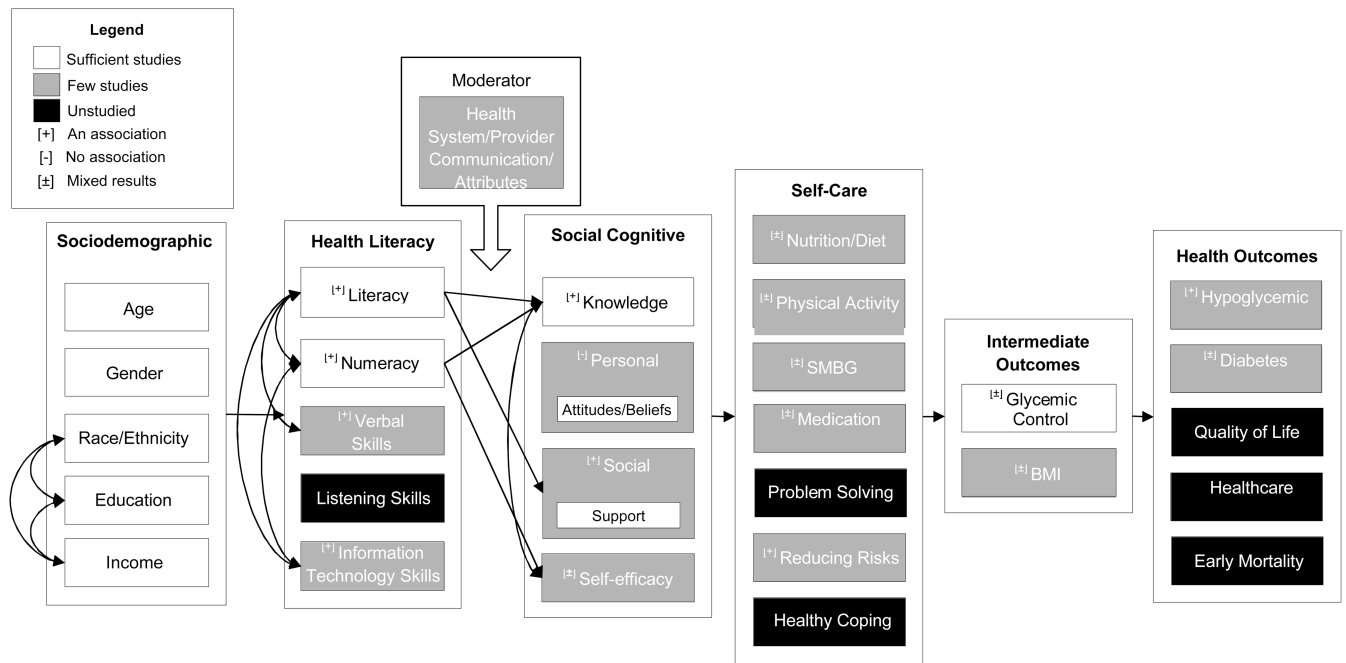 Legend
Sufficient studies
Few studies
Unstudied
[+] An association
[-] No association
[±] Mixed results
Moderator
Health
System/Provider
Communication/
Attributes
Sociodemographic
Age
Gender
Race/Ethnicity
Education
Income
Health Literacy
[+] Literacy
[+] Numeracy
[+] Verbal
Skills
Listening Skills
[+] Information
Technology Skills
Social Cognitive
[+] Knowledge
[-] Personal
Attitudes/Beliefs
[+] Social
Support
[±] Self-efficacy
Self-Care
[±] Nutrition/Diet
[±] Physical Activity
[±] SMBG
[±] Medication
Problem Solving
[+] Reducing Risks
Healthy Coping
Intermediate
Outcomes
[±] Glycemic
Control
[±] BMI
Health Outcomes
[+] Hypoglycemic
[±] Diabetes
Quality of Life
Healthcare
Early Mortality